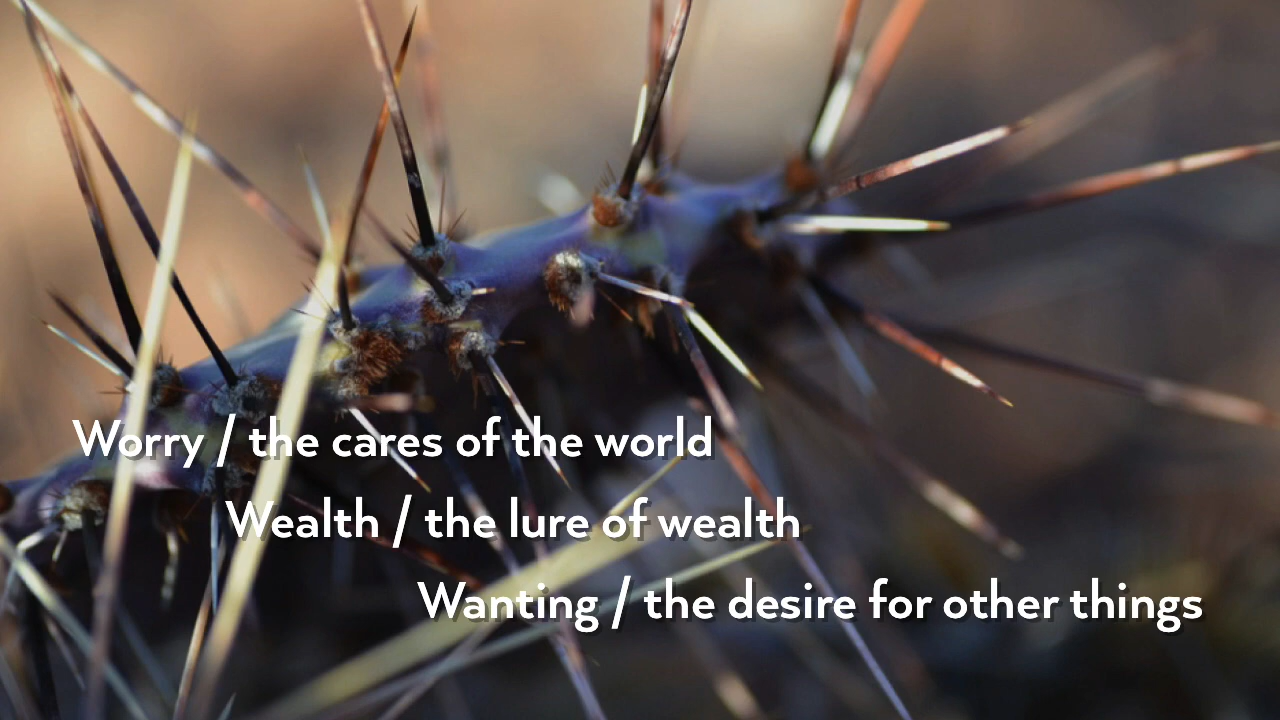 Worry / the cares of the world
Wealth / the lure of wealth
Wanting / the desire for other things